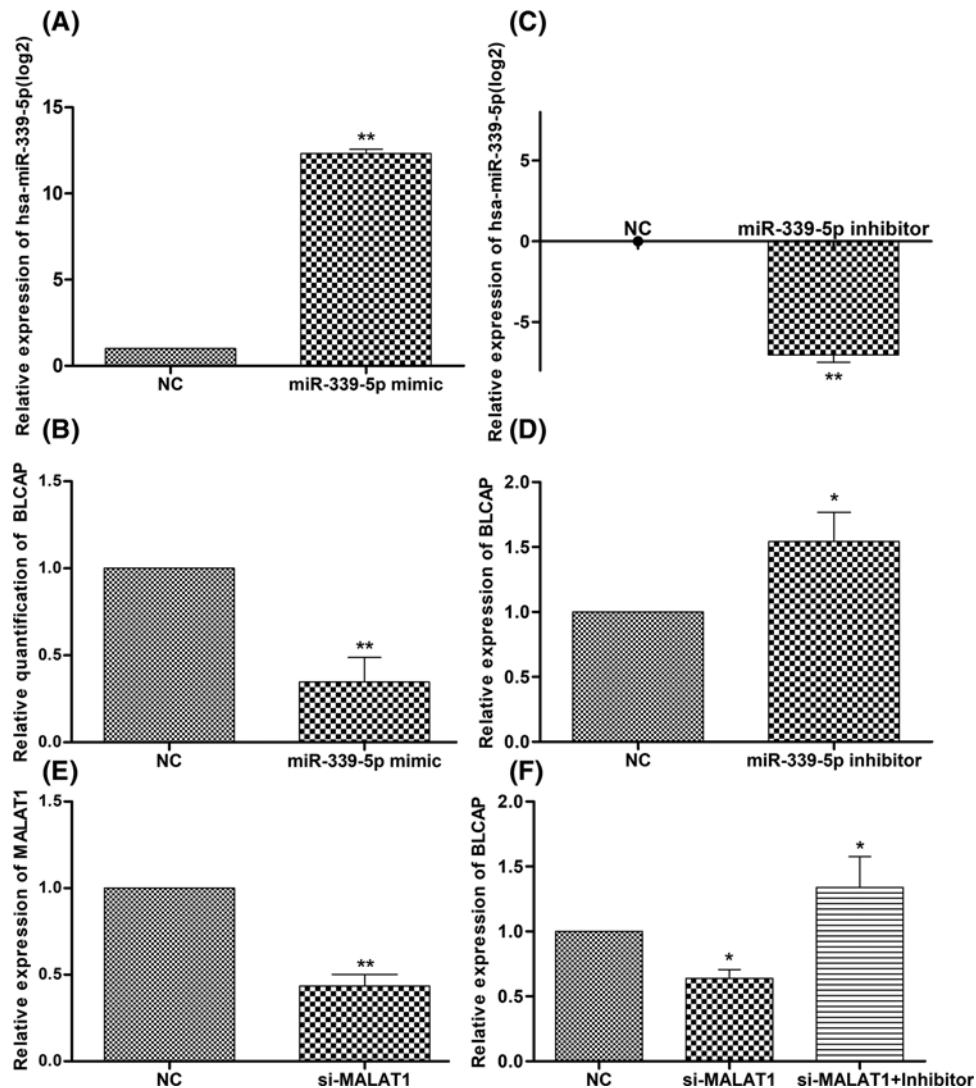 (A)
Relative expression of hsa-miR-339-5p(log2)
15
10
5
0
**
NC
miR-339-5p mimic
(C)
Relative expression of hsa-miR-339-5p(log2)
5
0
-5
NC
miR-339-5p inhibitor
**
(B)
Relative quantification of BLCAP
1.5
1.0
0.5
0.0
**
NC
miR-339-5p mimic
(D)
Relative expression of BLCAP
2.0
1.5
1.0
0.5
0.0
*
NC
miR-339-5p inhibitor
(E)
Relative expression of MALAT1
1.5
1.0
0.5
0.0
**
NC
si-MALAT1
(F)
Relative expression of BLCAP
2.0
1.5
1.0
0.5
0.0
*
*
NC
si-MALAT1
si-MALAT1+Inhibitor